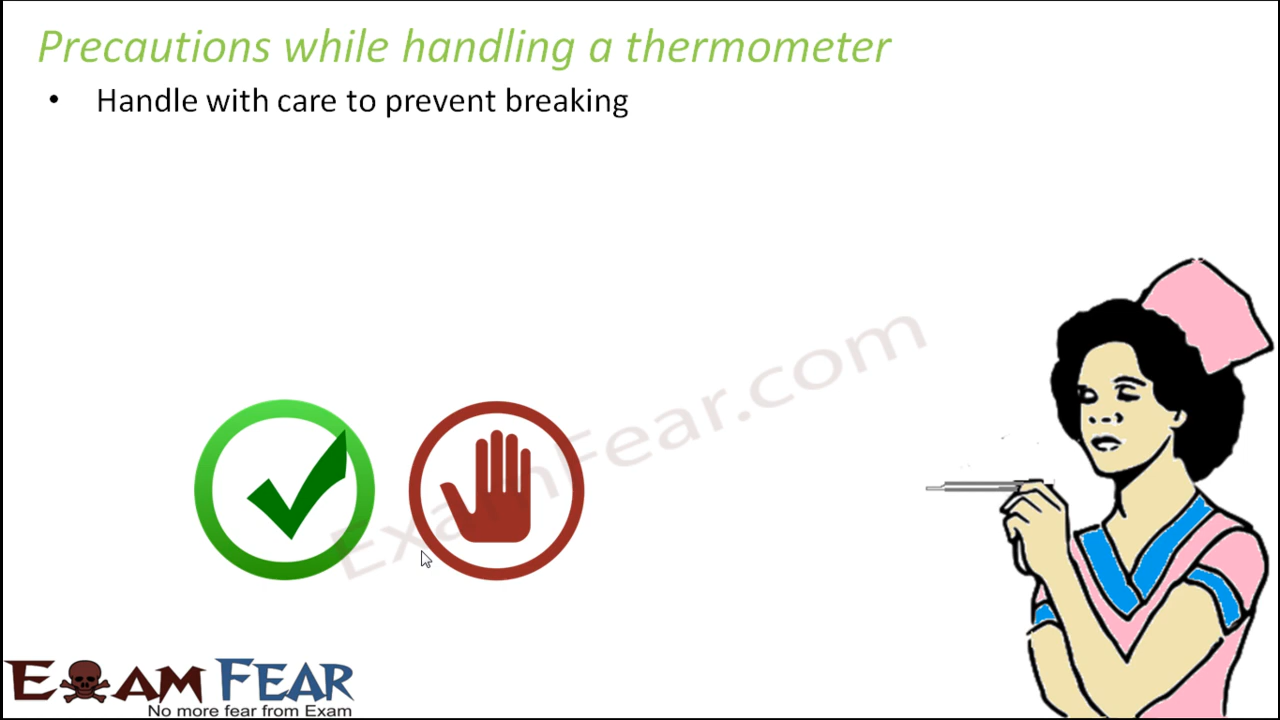 Precautions while handling a thermometer
• Handle with care to prevent breaking
ExamFear.com
EXAM FEAR
No more fear from Exam